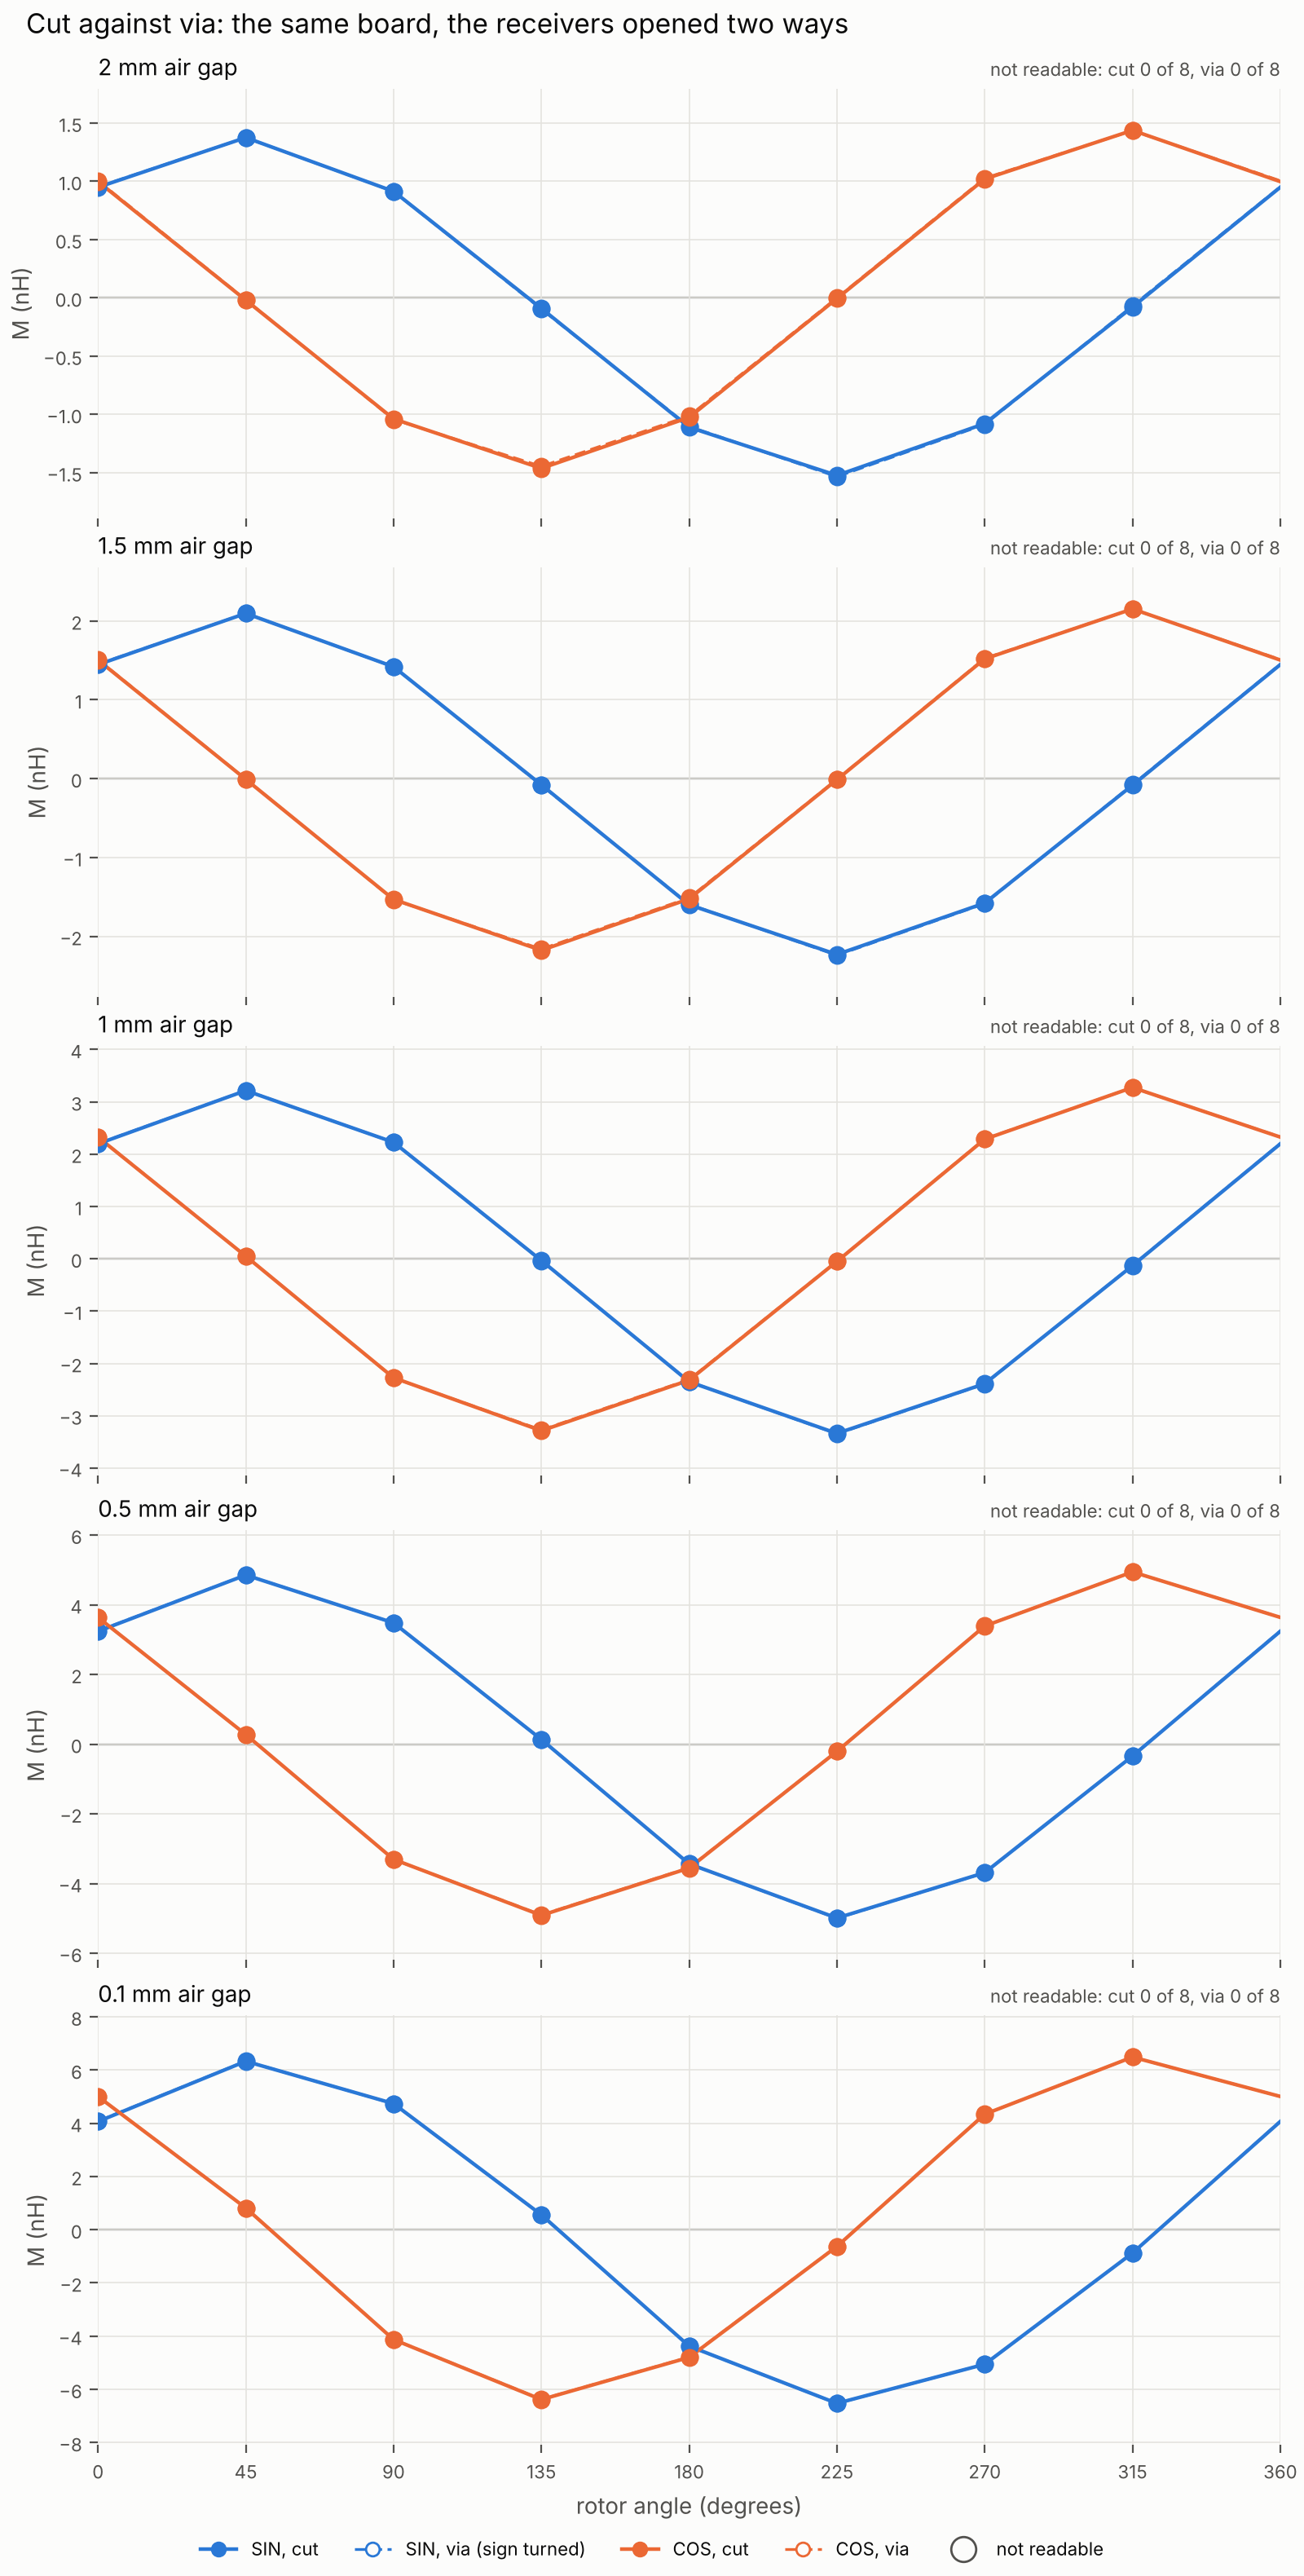 Cut against via: the same board, the receivers opened two ways
2 mm air gap
not readable: cut 0 of 8, via 0 of 8
1.5
1.0
0.5
0.0
−0.5
−1.0
−1.5
M (nH)
1.5 mm air gap
not readable: cut 0 of 8, via 0 of 8
2
1
0
−1
−2
M (nH)
1 mm air gap
not readable: cut 0 of 8, via 0 of 8
4
3
2
1
0
−1
−2
−3
−4
M (nH)
0.5 mm air gap
not readable: cut 0 of 8, via 0 of 8
6
4
2
0
−2
−4
−6
M (nH)
0.1 mm air gap
not readable: cut 0 of 8, via 0 of 8
8
6
4
2
0
−2
−4
−6
−8
M (nH)
0 45 90 135 180 225 270 315 360
rotor angle (degrees)
SIN, cut SIN, via (sign turned) COS, cut COS, via not readable